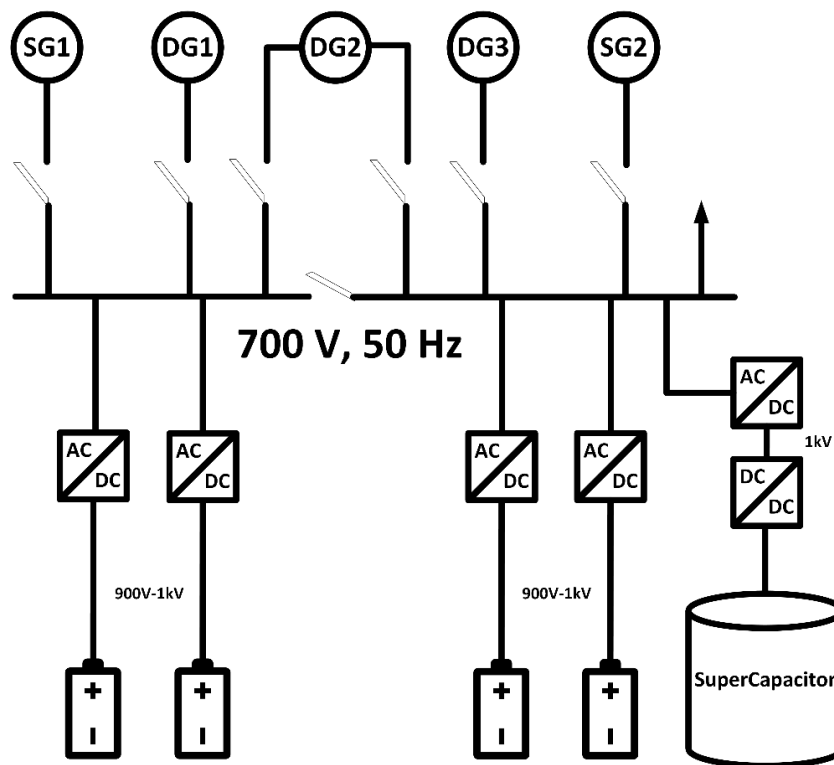 SG1
DG1
DG2
DG3
SG2
700 V, 50 Hz
AC
DC
1kV
DC
DC
AC
DC
AC
DC
AC
DC
AC
DC
900V-1kV
900V-1kV
+
+
+
+
SuperCapacitor